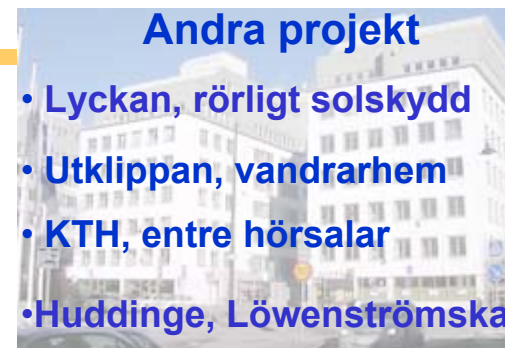 Andra projekt
• Lyckan, rörligt solskydd
• Utklippan, vandrarhem
• KTH, entre hörsalar
•Huddinge, Löwenströmska